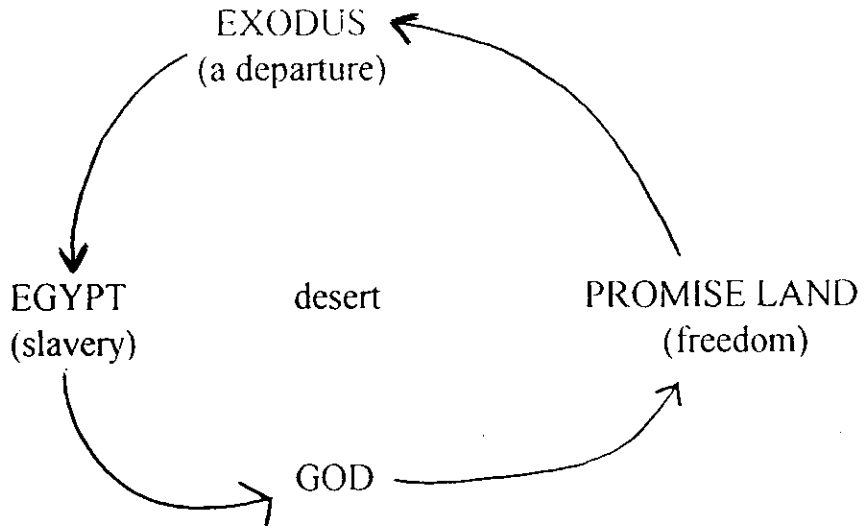 EXODUS
(a departure)
EGYPT
(slavery)
desert
PROMISE LAND
(freedom)
GOD